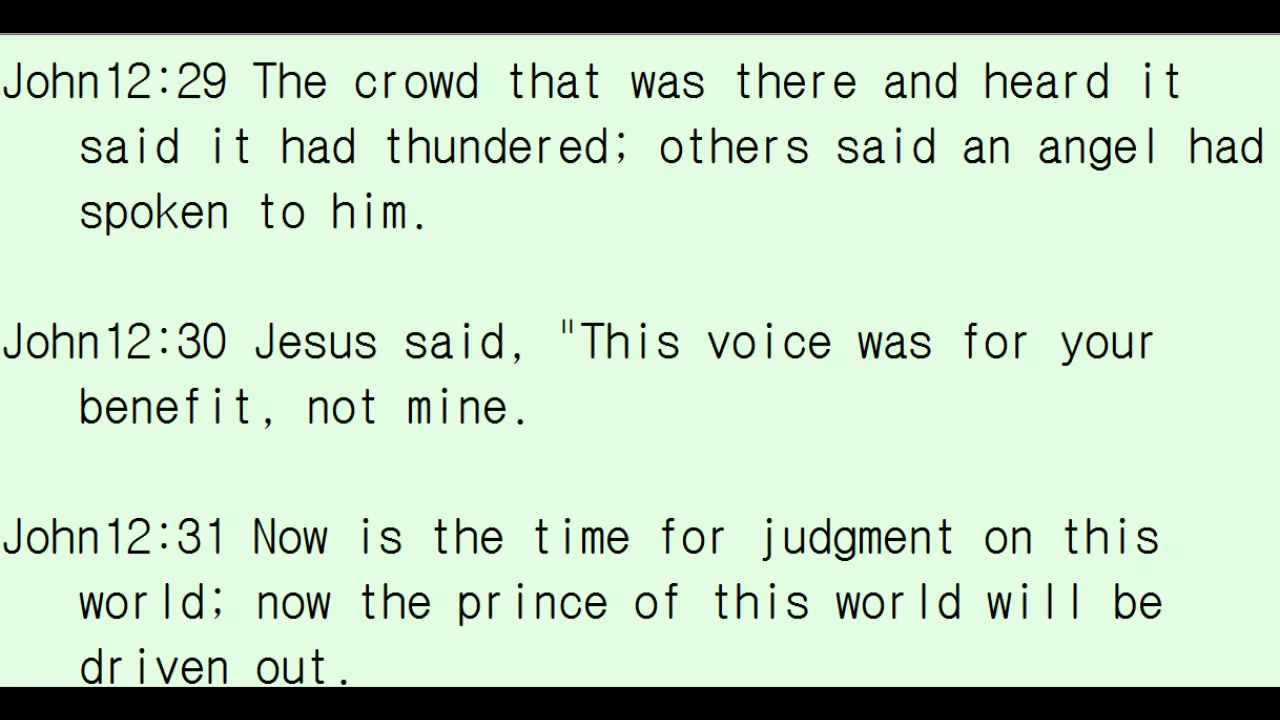 John12:29 The crowd that was there and heard it
said it had thundered; others said an angel had
spoken to him.
John12:30 Jesus said, "This voice was for your
benefit, not mine.
John12:31 Now is the time for judgment on this
world; now the prince of this world will be
driven out.